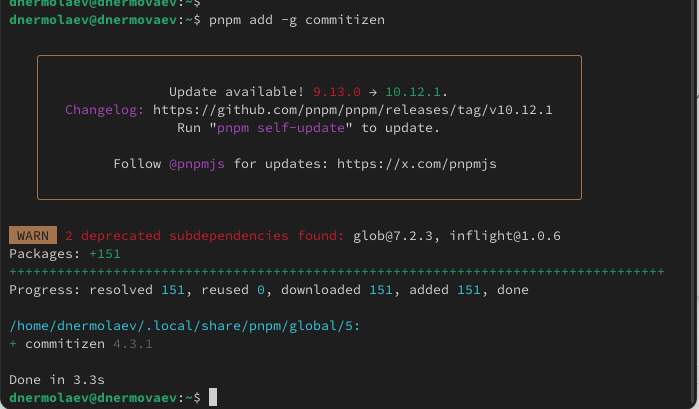 dnermolaev@dnermovaev:~$
dnermolaev@dnermovaev:~$ pnpm add -g commitizen
Update available! 9.13.0 → 10.12.1.
Changelog: https://github.com/pnpm/pnpm/releases/tag/v10.12.1
Run "pnpm self-update" to update.
Follow @pnpmjs for updates: https://x.com/pnpmjs
WARN 2 deprecated subdependencies found: glob@7.2.3, inflight@1.0.6
Packages: +151
++++++++++++++++++++++++++++++++++++++++++++++++++++++++++++++++++++++++++++++++++
Progress: resolved 151, reused 0, downloaded 151, added 151, done
/home/dnermolaev/.local/share/pnpm/global/5:
+ commitizen 4.3.1
Done in 3.3s
dnermolaev@dnermovaev:~$